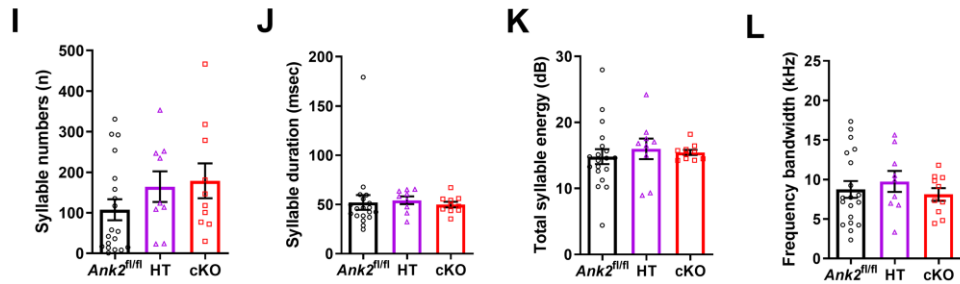 I
Syllable numbers (n)
500
400
300
200
100
0
Ank2fl/fl HT cKO
J
Syllable duration (msec)
200
150
100
50
0
Ank2fl/fl HT cKO
K
Total syllable energy (dB)
30
20
10
0
Ank2fl/fl HT cKO
L
Frequency bandwidth (kHz)
25
20
15
10
5
0
Ank2fl/fl HT cKO